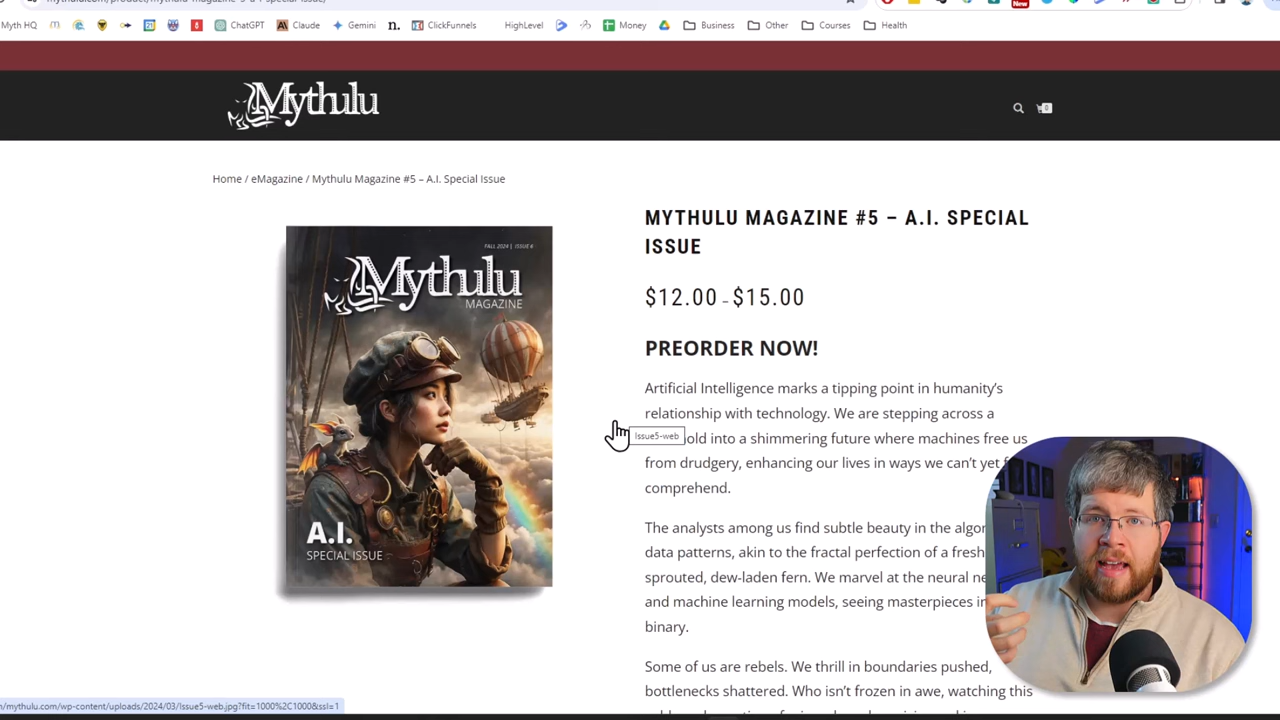 Myth HQ ChatGPT Claude Gemini n. ClickFunnels HighLevel Money Business Other Courses Health
New
Mythulu
0
Home / eMagazine / Mythulu Magazine #5 – A.I. Special Issue
FALL 2024 | ISSUE 6
Mythulu
MAGAZINE
A.I.
SPECIAL ISSUE
MYTHULU MAGAZINE #5 – A.I. SPECIAL
ISSUE
$12.00 – $15.00
PREORDER NOW!
Artificial Intelligence marks a tipping point in humanity's
relationship with technology. We are stepping across a
old into a shimmering future where machines free us
from drudgery, enhancing our lives in ways we can't yet
comprehend.
The analysts among us find subtle beauty in the
data patterns, akin to the fractal perfection of a fresh
sprouted, dew-laden fern. We marvel at the neural
and machine learning models, seeing masterpieces in
binary.
Some of us are rebels. We thrill in boundaries pushed,
bottlenecks shattered. Who isn't frozen in awe, watching this
Issue5-web
/mythulu.com/wp-content/uploads/2024/03/Issue5-web.jpg?fit=1000%2C1000&ssl=1